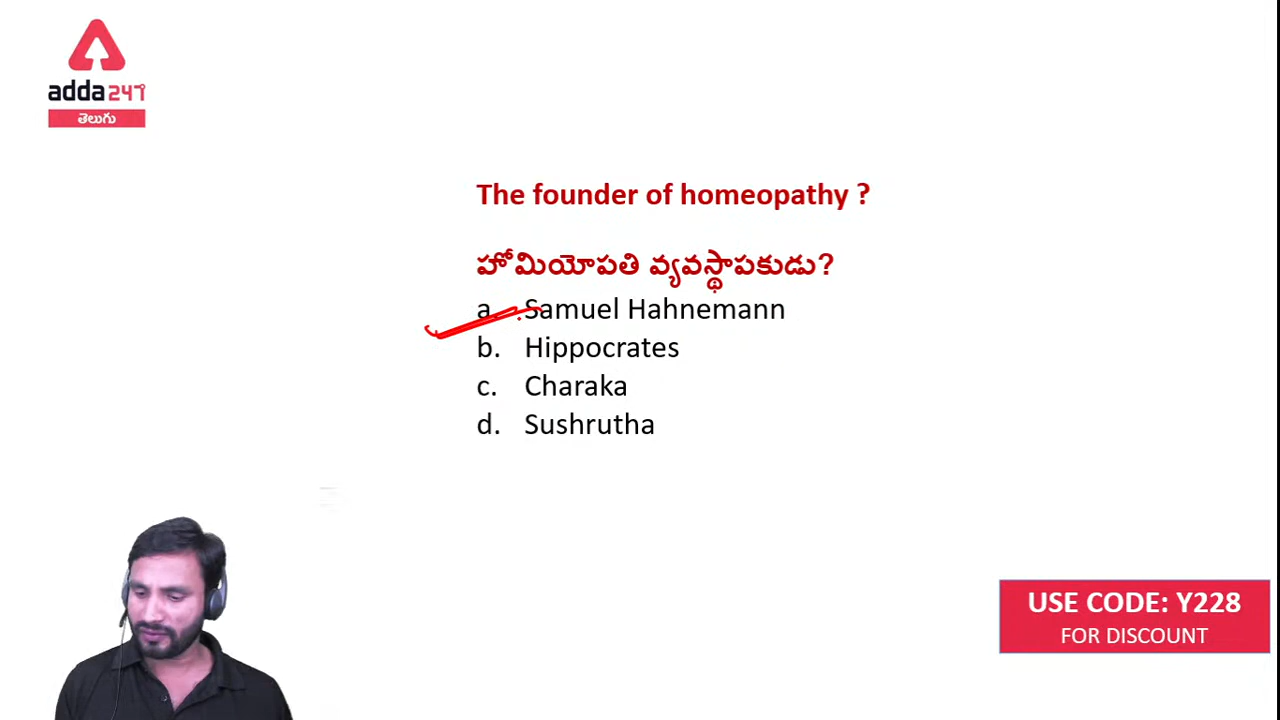 adda247
తెలుగు
The founder of homeopathy ?
హోమియోపతి వ్యవస్థాపకుడు?
a. Samuel Hahnemann
b. Hippocrates
c. Charaka
d. Sushrutha
USE CODE: Y228
FOR DISCOUNT